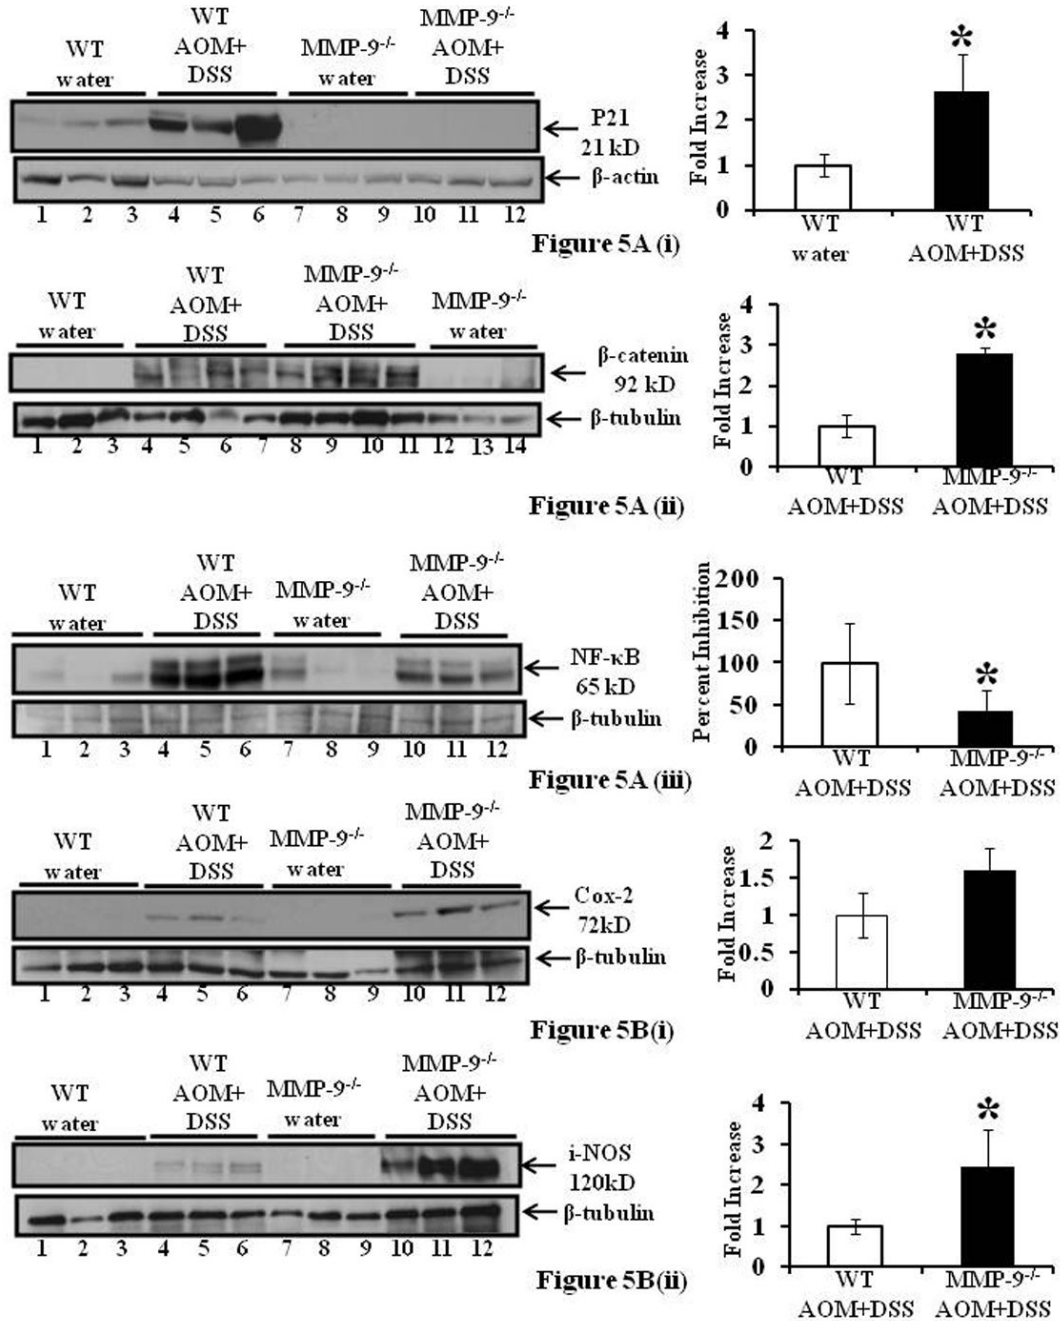 WT
water
WT
AOM+
DSS
MMP-9-/-
water
MMP-9-/-
AOM+
DSS
P21
21 kD
β-actin
1 2 3 4 5 6 7 8 9 10 11 12
Fold Increase
4
3
2
1
0
*
WT
water
WT
AOM+DSS
Figure 5A (i)
WT
water
WT
AOM+
DSS
MMP-9-/-
AOM+
DSS
MMP-9-/-
water
β-catenin
92 kD
β-tubulin
1 2 3 4 5 6 7 8 9 10 11 12 13 14
Fold Increase
4
3
2
1
0
*
WT
AOM+DSS
MMP-9-/-
AOM+DSS
Figure 5A (ii)
WT
water
WT
AOM+
DSS
MMP-9-/-
water
MMP-9-/-
AOM+
DSS
NF-κB
65 kD
β-tubulin
1 2 3 4 5 6 7 8 9 10 11 12
Percent Inhibition
200
150
100
50
0
*
WT
AOM+DSS
MMP-9-/-
AOM+DSS
Figure 5A (iii)
WT
water
WT
AOM+
DSS
MMP-9-/-
water
MMP-9-/-
AOM+
DSS
Cox-2
72kD
β-tubulin
1 2 3 4 5 6 7 8 9 10 11 12
Fold Increase
2
1.5
1
0.5
0
WT
AOM+DSS
MMP-9-/-
AOM+DSS
Figure 5B(i)
WT
water
WT
AOM+
DSS
MMP-9-/-
water
MMP-9-/-
AOM+
DSS
i-NOS
120kD
β-tubulin
1 2 3 4 5 6 7 8 9 10 11 12
Fold Increase
4
3
2
1
0
*
WT
AOM+DSS
MMP-9-/-
AOM+DSS
Figure 5B(ii)